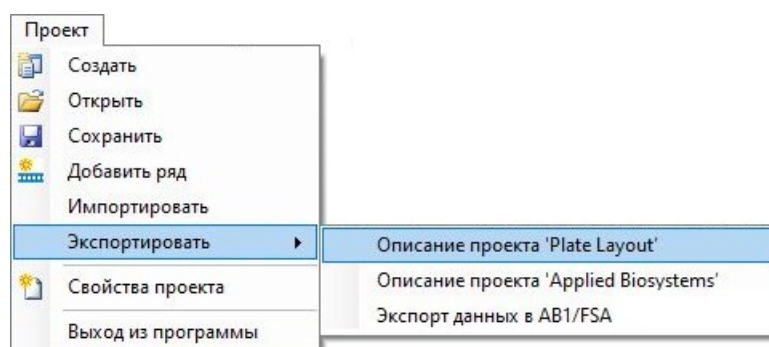 Проект
Создать
Открыть
Сохранить
Добавить ряд
Импортировать
Экспортировать
Описание проекта 'Plate Layout'
Описание проекта 'Applied Biosystems'
Экспорт данных в AB1/FSA
Свойства проекта
Выход из программы